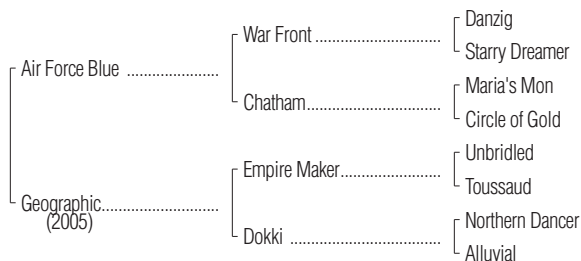 Danzig
War Front
Starry Dreamer
Air Force Blue
Maria's Mon
Chatham
Circle of Gold
Unbridled
Empire Maker
Toussaud
Geographic
(2005)
Northern Dancer
Dokki
Alluvial